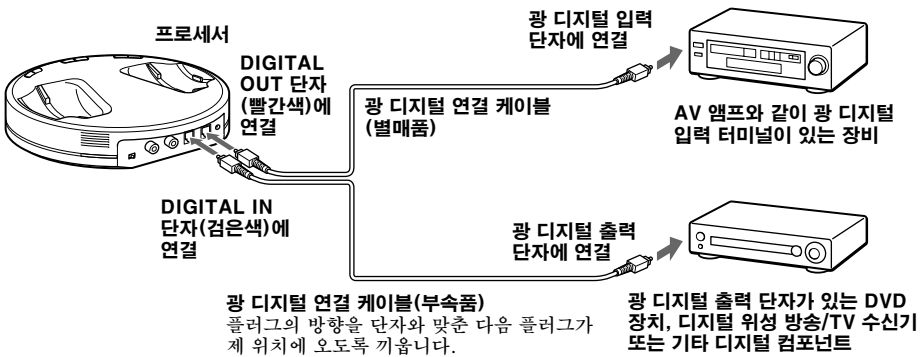 프로세서
DIGITAL
OUT 단자
(빨간색)에
연결
광 디지털 입력
단자에 연결
광 디지털 연결 케이블
(별매품)
AV 앰프와 같이 광 디지털
입력 터미널이 있는 장비
DIGITAL IN
단자(검은색)에
연결
광 디지털 출력
단자에 연결
광 디지털 연결 케이블(부속품)
플러그의 방향을 단자와 맞춘 다음 플러그가
제 위치에 오도록 끼웁니다.
광 디지털 출력 단자가 있는 DVD
장치, 디지털 위성 방송/TV 수신기
또는 기타 디지털 컴포넌트